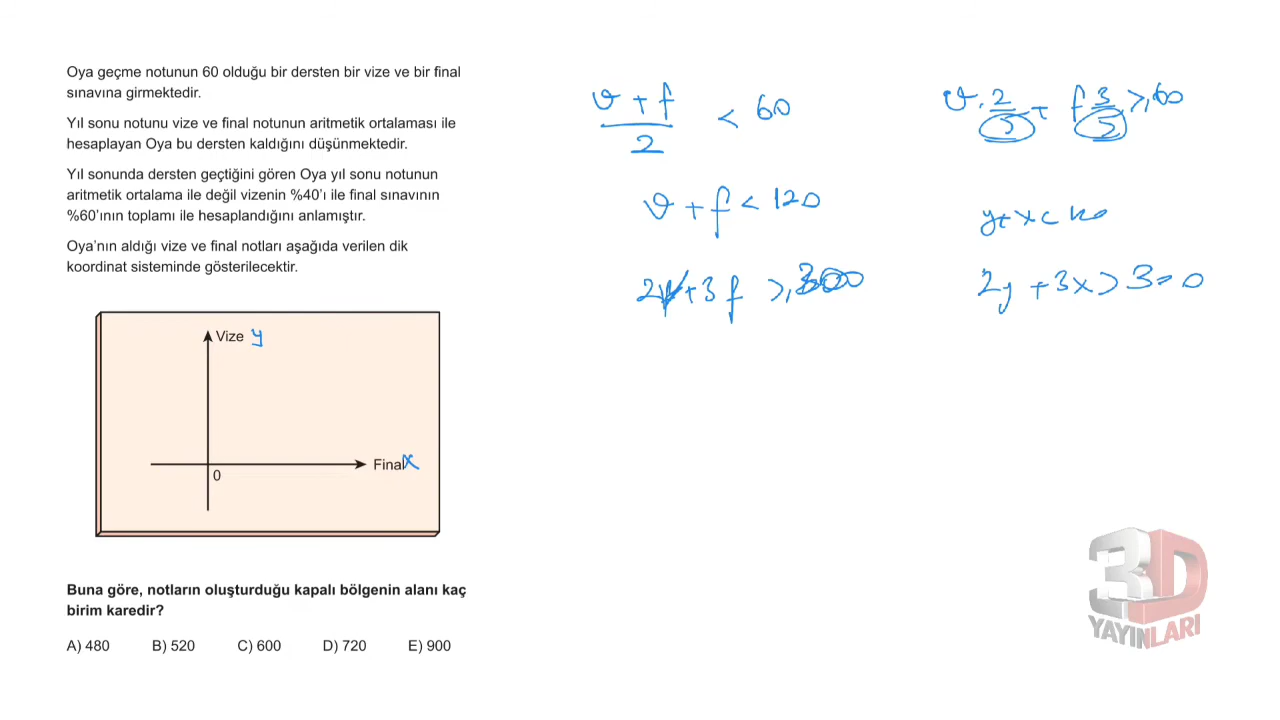 Oya geçme notunun 60 olduğu bir dersten bir vize ve bir final
sınavına girmektedir.
Yıl sonu notunu vize ve final notunun aritmetik ortalaması ile
hesaplayan Oya bu dersten kaldığını düşünmektedir.
Yıl sonunda dersten geçtiğini gören Oya yıl sonu notunun
aritmetik ortalama ile değil vizenin %40'ı ile final sınavının
%60'ının toplamı ile hesaplandığını anlamıştır.
Oya'nın aldığı vize ve final notları aşağıda verilen dik
koordinat sisteminde gösterilecektir.
Vize y
Final x
0
Buna göre, notların oluşturduğu kapalı bölgenin alanı kaç
birim karedir?
A) 480 B) 520 C) 600 D) 720 E) 900
v + f / 2 < 60
v + f < 120
2v + 3f ≥ 300
v. 2/5 + f 3/5 ≥ 60
y + x <
2y + 3x > 300
3D
YAYINLARI